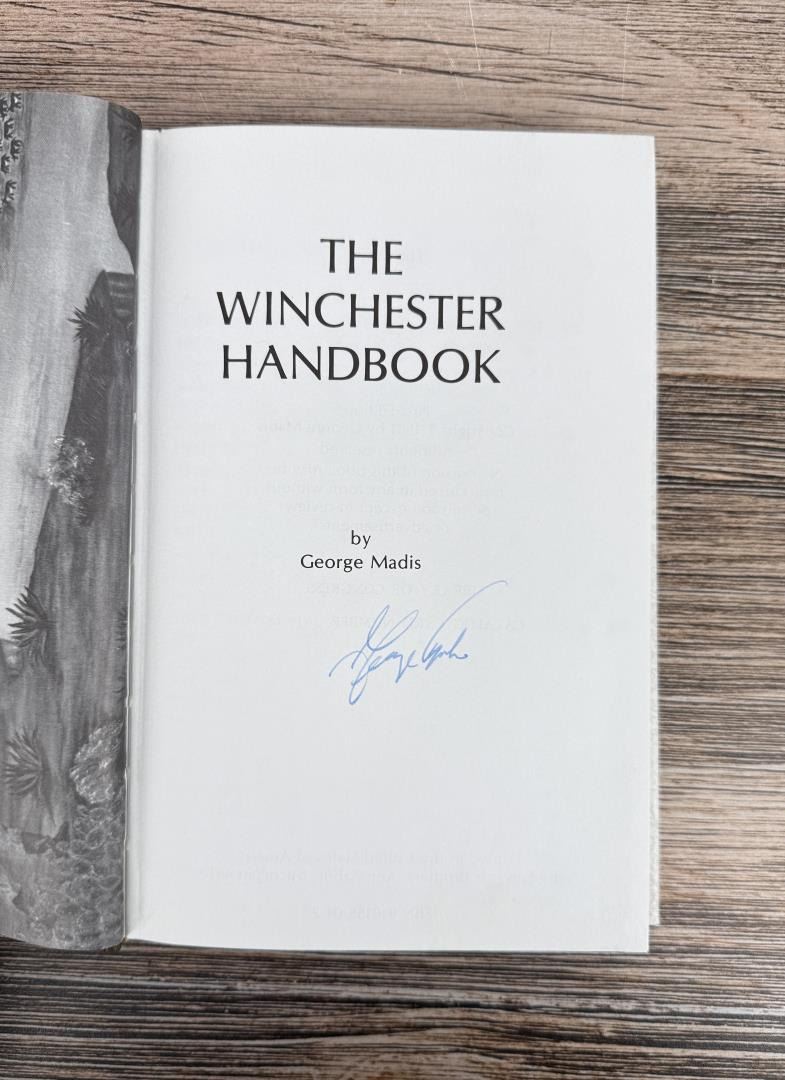 THE
WINCHESTER
HANDBOOK
by
George Madis